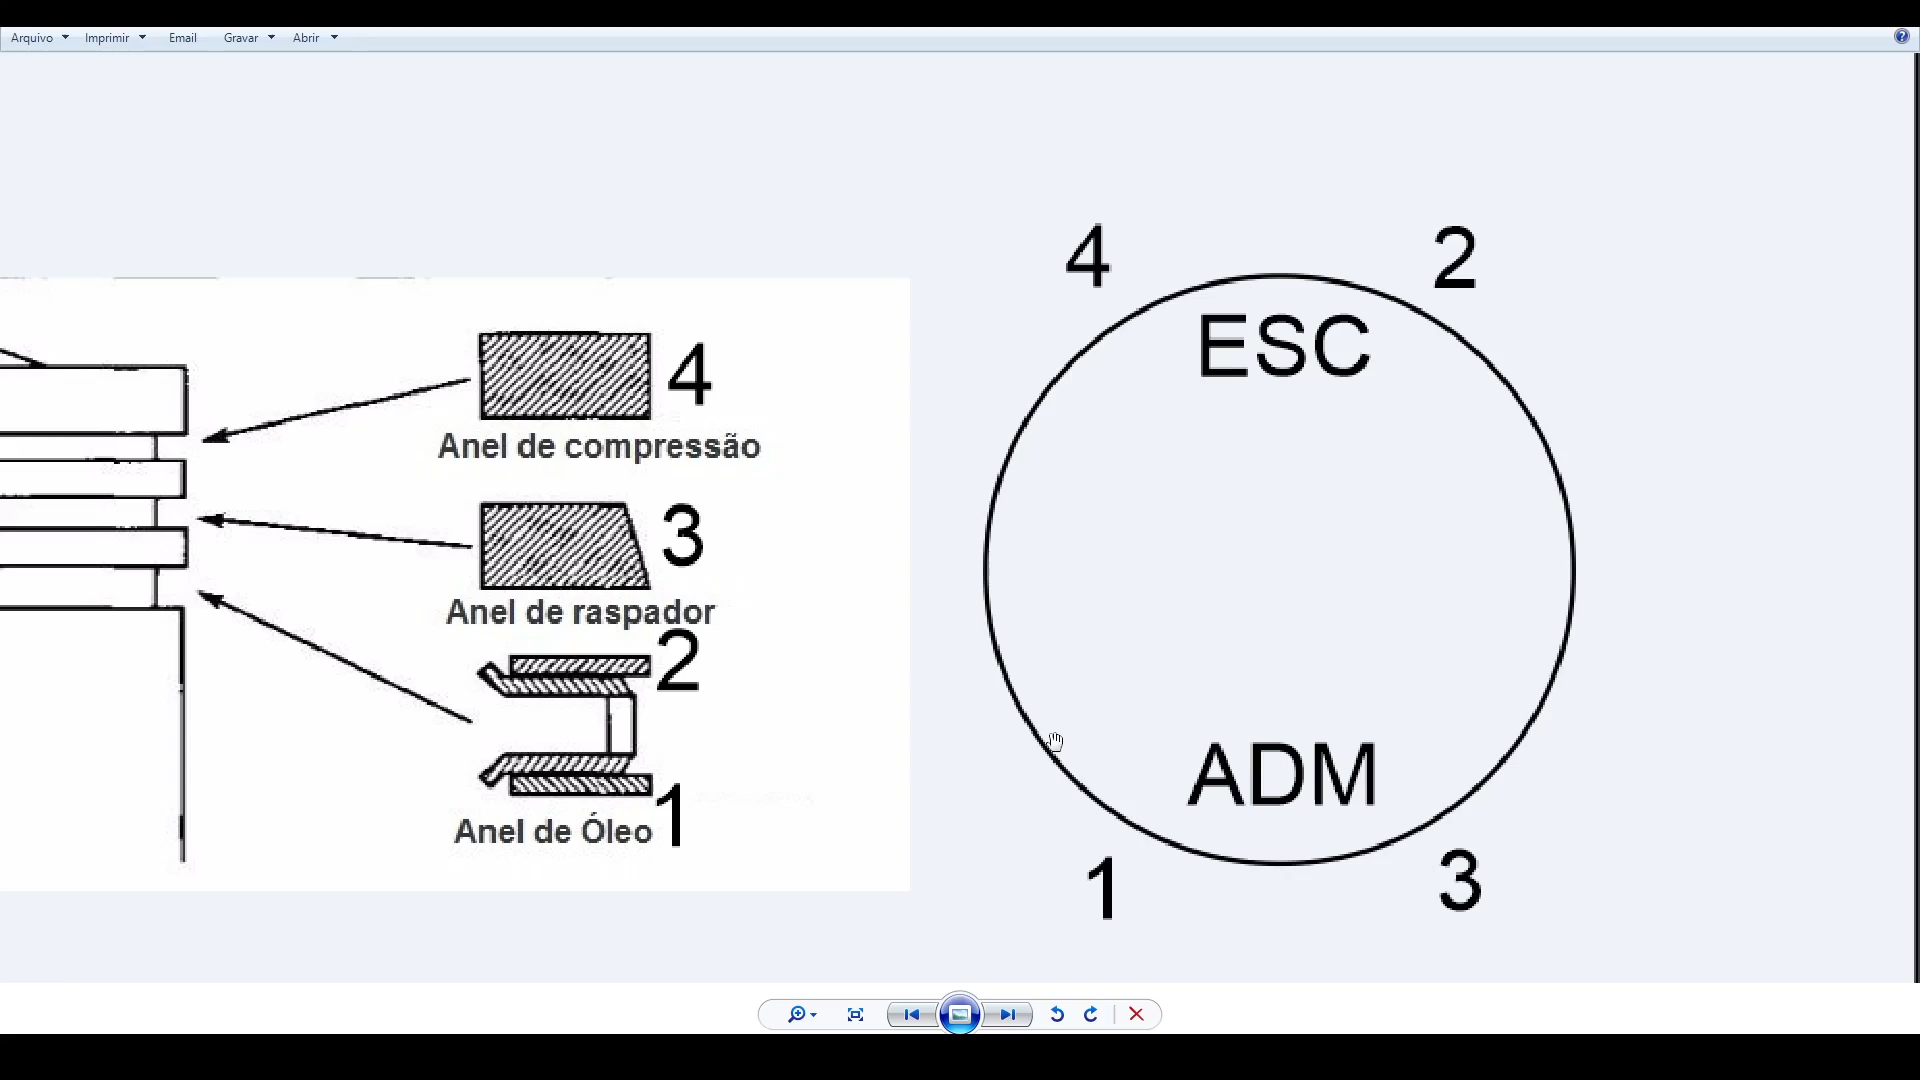 Arquivo Imprimir Email Gravar Abrir
4
Anel de compressão
3
Anel de raspador
2
1
Anel de Óleo
4 2
ESC
ADM
1 3